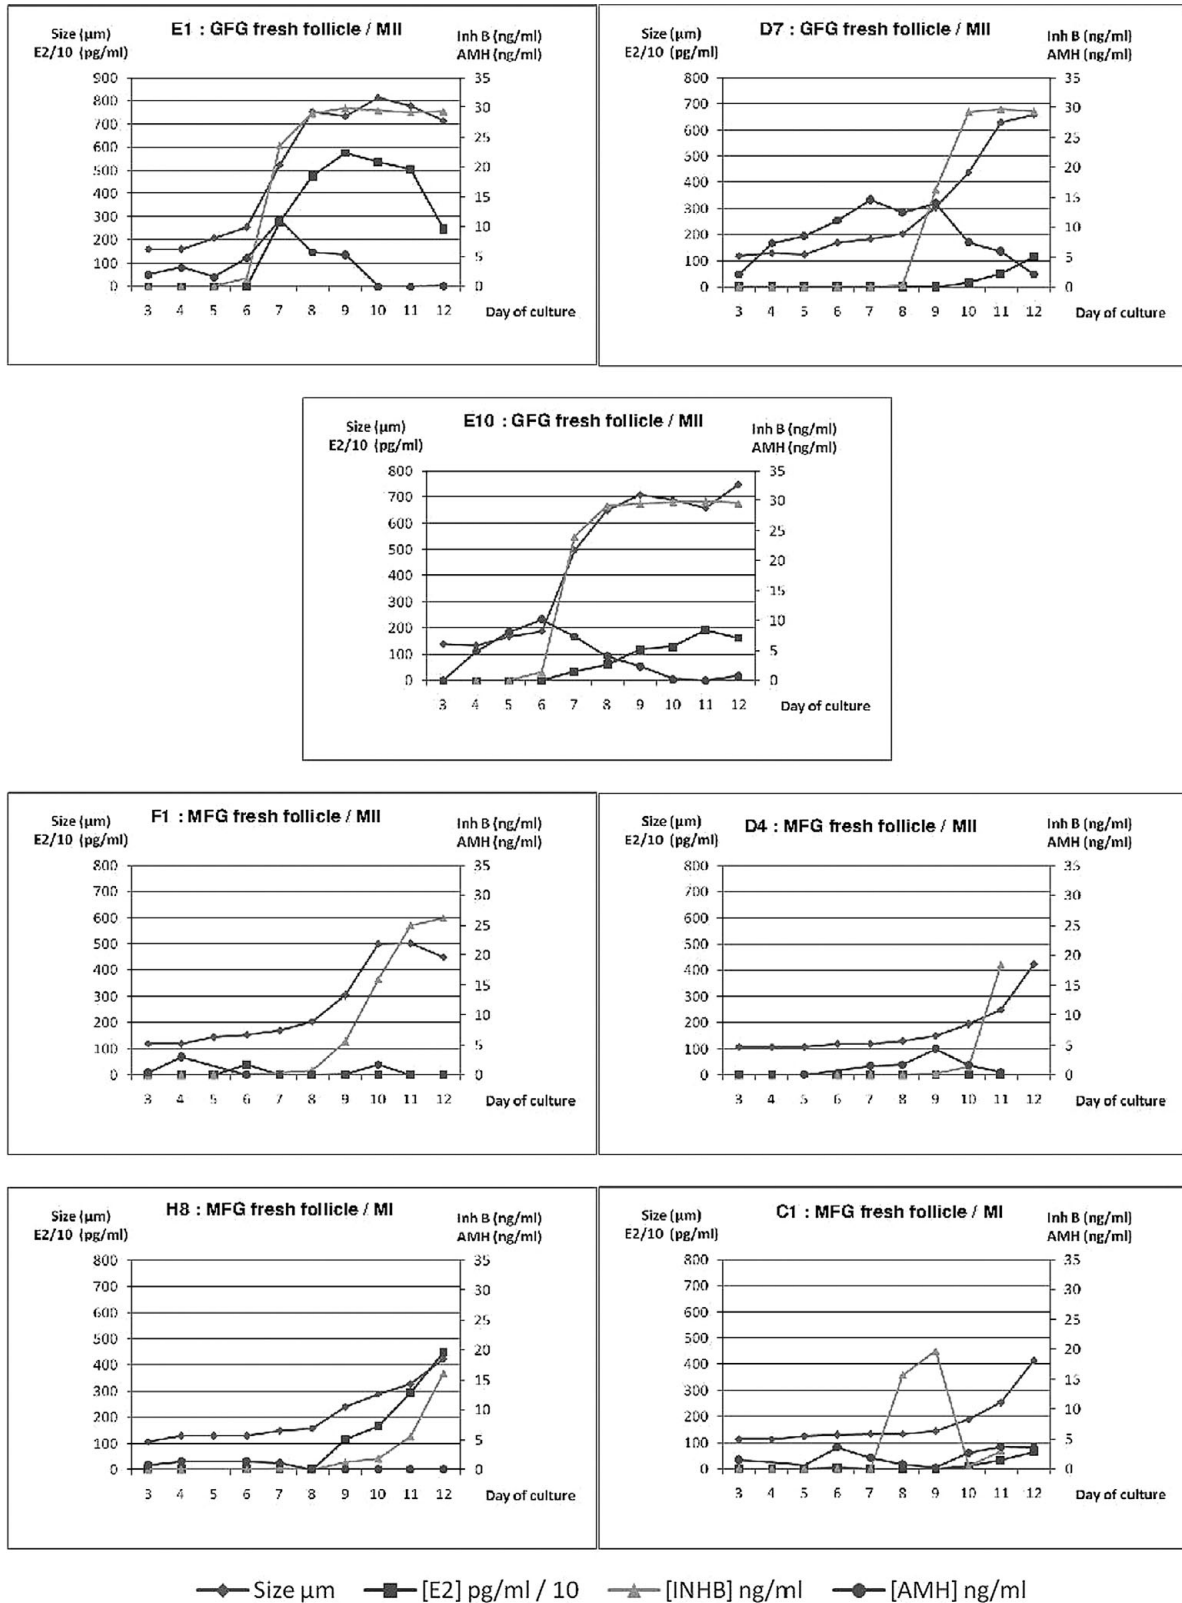 E1 : GFG fresh follicle / MII
Size (µm)
E2/10 (pg/ml)
Inh B (ng/ml)
AMH (ng/ml)
900
800
700
600
500
400
300
200
100
0
35
30
25
20
15
10
5
0
3 4 5 6 7 8 9 10 11 12 Day of culture
D7 : GFG fresh follicle / MII
Size (µm)
E2/10 (pg/ml)
Inh B (ng/ml)
AMH (ng/ml)
800
700
600
500
400
300
200
100
0
35
30
25
20
15
10
5
0
3 4 5 6 7 8 9 10 11 12 Day of culture
E10 : GFG fresh follicle / MII
Size (µm)
E2/10 (pg/ml)
Inh B (ng/ml)
AMH (ng/ml)
800
700
600
500
400
300
200
100
0
35
30
25
20
15
10
5
0
3 4 5 6 7 8 9 10 11 12 Day of culture
F1 : MFG fresh follicle / MII
Size (µm)
E2/10 (pg/ml)
Inh B (ng/ml)
AMH (ng/ml)
800
700
600
500
400
300
200
100
0
35
30
25
20
15
10
5
0
3 4 5 6 7 8 9 10 11 12 Day of culture
D4 : MFG fresh follicle / MII
Size (µm)
E2/10 (pg/ml)
Inh B (ng/ml)
AMH (ng/ml)
800
700
600
500
400
300
200
100
0
35
30
25
20
15
10
5
0
3 4 5 6 7 8 9 10 11 12 Day of culture
H8 : MFG fresh follicle / MI
Size (µm)
E2/10 (pg/ml)
Inh B (ng/ml)
AMH (ng/ml)
800
700
600
500
400
300
200
100
0
35
30
25
20
15
10
5
0
3 4 5 6 7 8 9 10 11 12 Day of culture
C1 : MFG fresh follicle / MI
Size (µm)
E2/10 (pg/ml)
Inh B (ng/ml)
AMH (ng/ml)
800
700
600
500
400
300
200
100
0
35
30
25
20
15
10
5
0
3 4 5 6 7 8 9 10 11 12 Day of culture
Size µm [E2] pg/ml / 10 [INHB] ng/ml [AMH] ng/ml